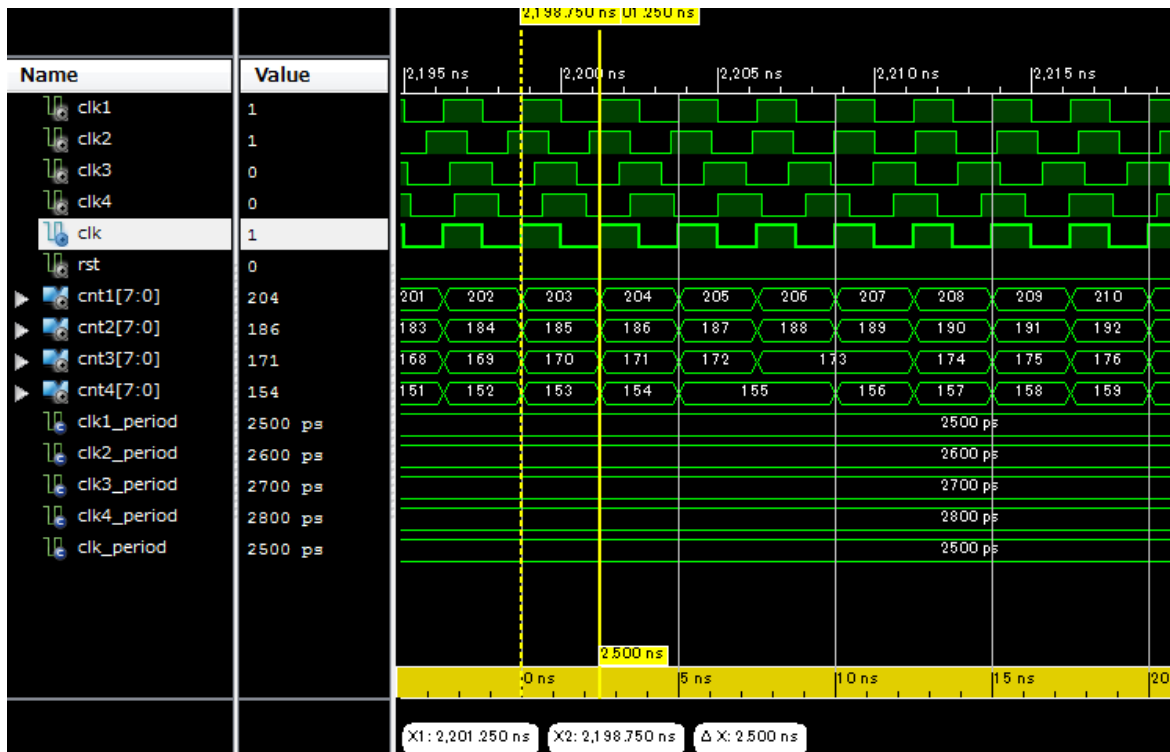 2,198.750 ns 01.250 ns
Name Value 2,195 ns 2,200 ns 2,205 ns 2,210 ns 2,215 ns
clk1 1
clk2 1
clk3 0
clk4 0
clk 1
rst 0
cnt1[7:0] 204 201 202 203 204 205 206 207 208 209 210
cnt2[7:0] 186 183 184 185 186 187 188 189 190 191 192
cnt3[7:0] 171 168 169 170 171 172 173 174 175 176
cnt4[7:0] 154 151 152 153 154 155 156 157 158 159
clk1_period 2500 ps 2500 ps
clk2_period 2600 ps 2600 ps
clk3_period 2700 ps 2700 ps
clk4_period 2800 ps 2800 ps
clk_period 2500 ps 2500 ps
2.500 ns
0 ns 5 ns 10 ns 15 ns 20
X1: 2,201.250 ns X2: 2,198.750 ns Δ X: 2.500 ns